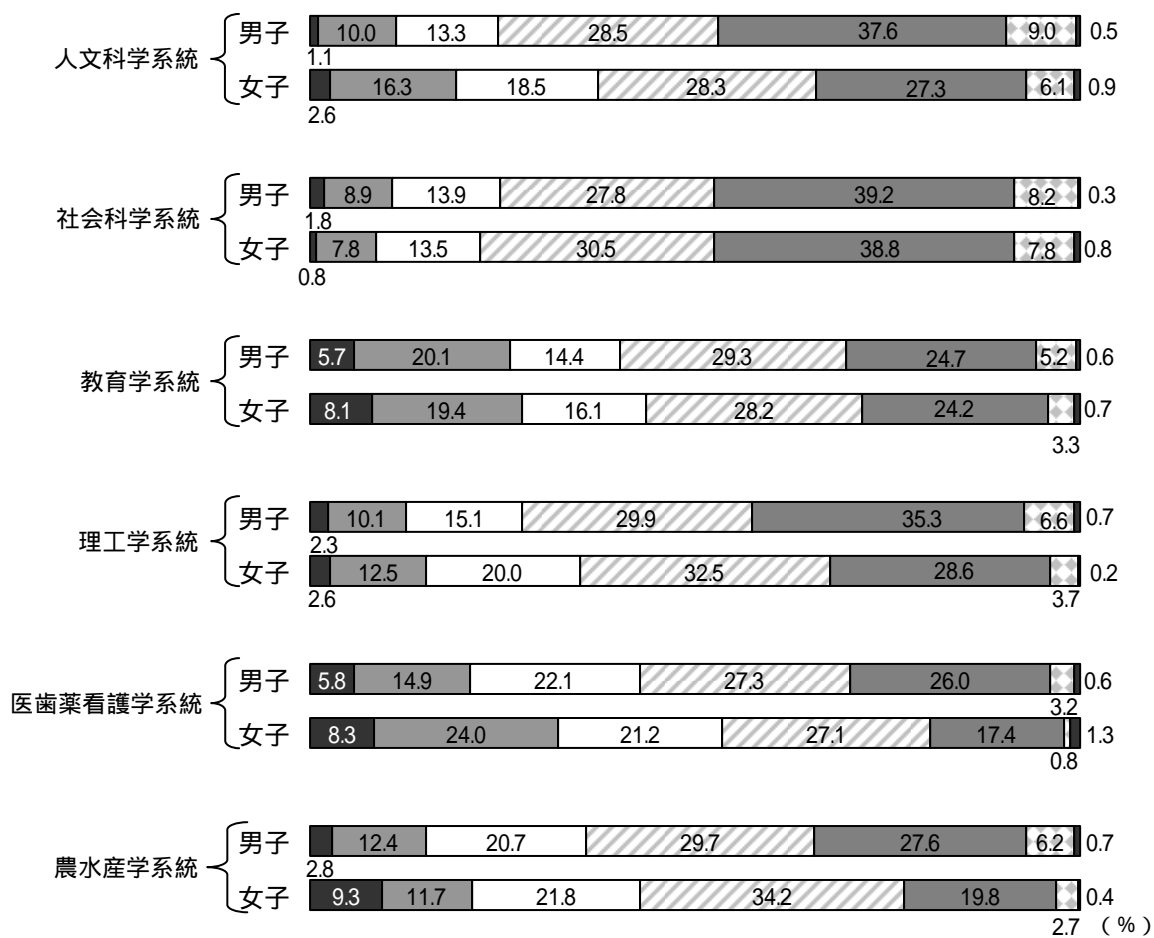 男子 10.0 13.3 28.5 37.6 9.0 0.5
1.1
人文科学系統
女子 16.3 18.5 28.3 27.3 6.1 0.9
2.6
男子 8.9 13.9 27.8 39.2 8.2 0.3
1.8
社会科学系統
女子 7.8 13.5 30.5 38.8 7.8 0.8
0.8
男子 5.7 20.1 14.4 29.3 24.7 5.2 0.6
教育学系統
女子 8.1 19.4 16.1 28.2 24.2 0.7
3.3
男子 10.1 15.1 29.9 35.3 6.6 0.7
2.3
理工学系統
女子 12.5 20.0 32.5 28.6 0.2
2.6 3.7
男子 5.8 14.9 22.1 27.3 26.0 0.6
3.2
医歯薬看護学系統
女子 8.3 24.0 21.2 27.1 17.4 1.3
0.8
男子 12.4 20.7 29.7 27.6 6.2 0.7
2.8
農水産学系統
女子 9.3 11.7 21.8 34.2 19.8 0.4
2.7 (%)